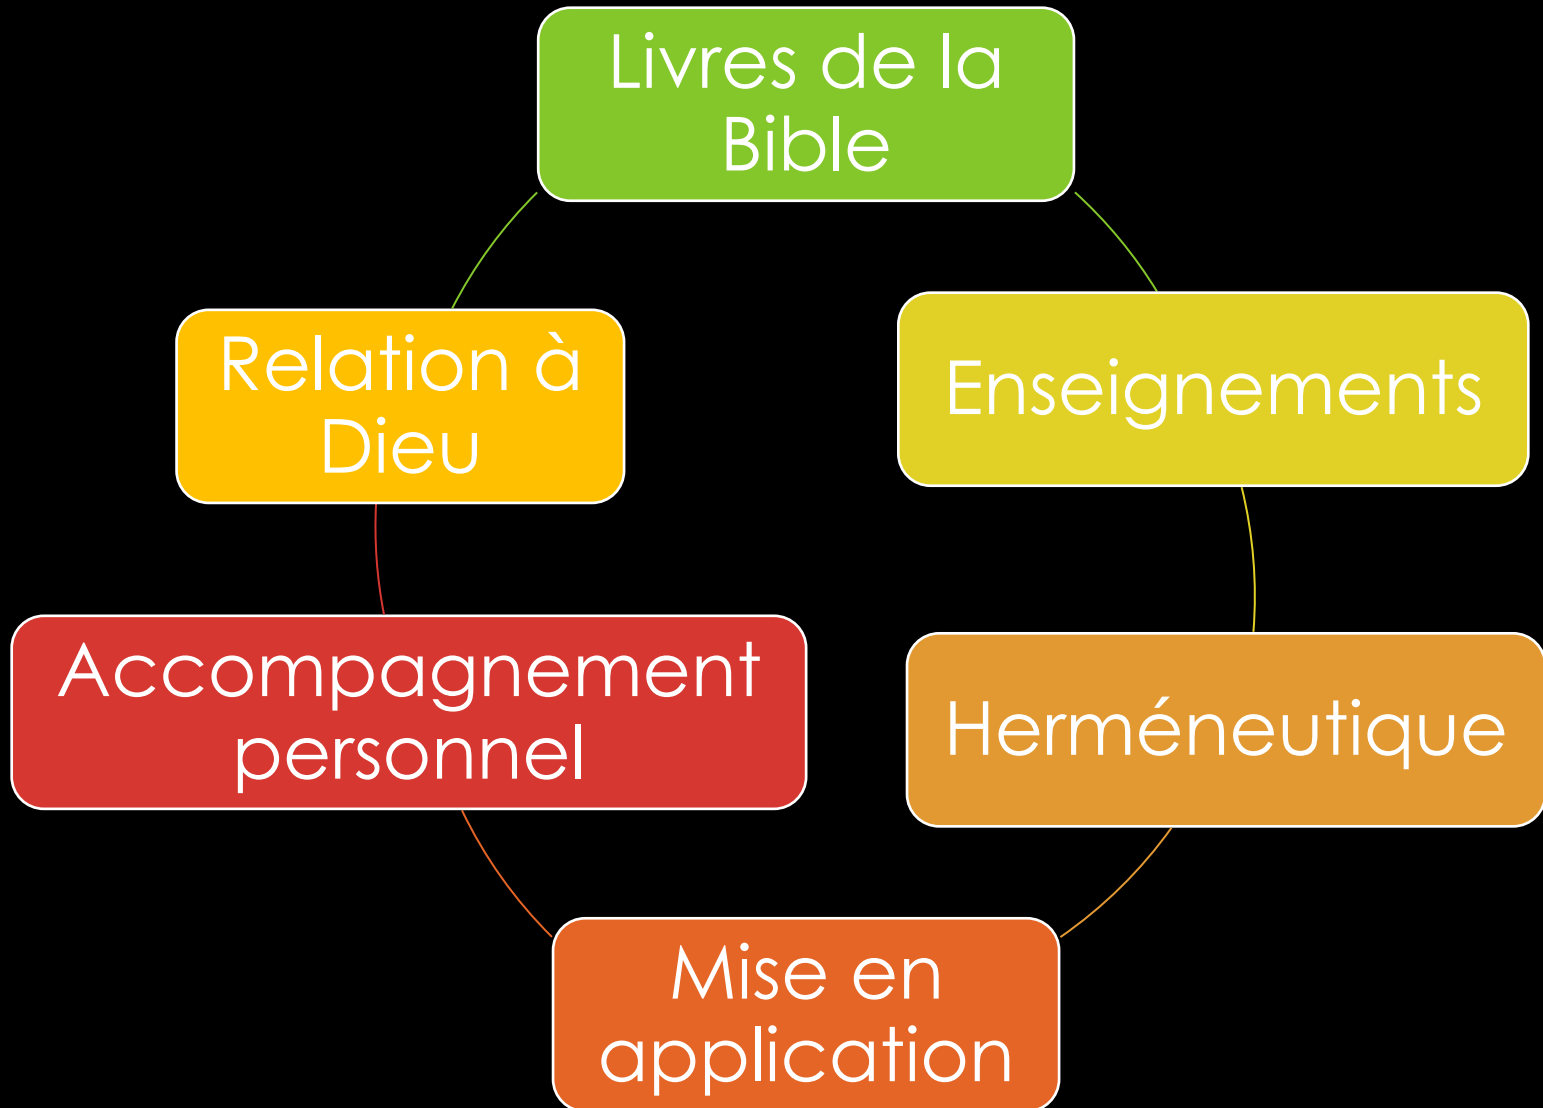 Livres de la
Bible
Enseignements
Herméneutique
Mise en
application
Accompagnement
personnel
Relation à
Dieu